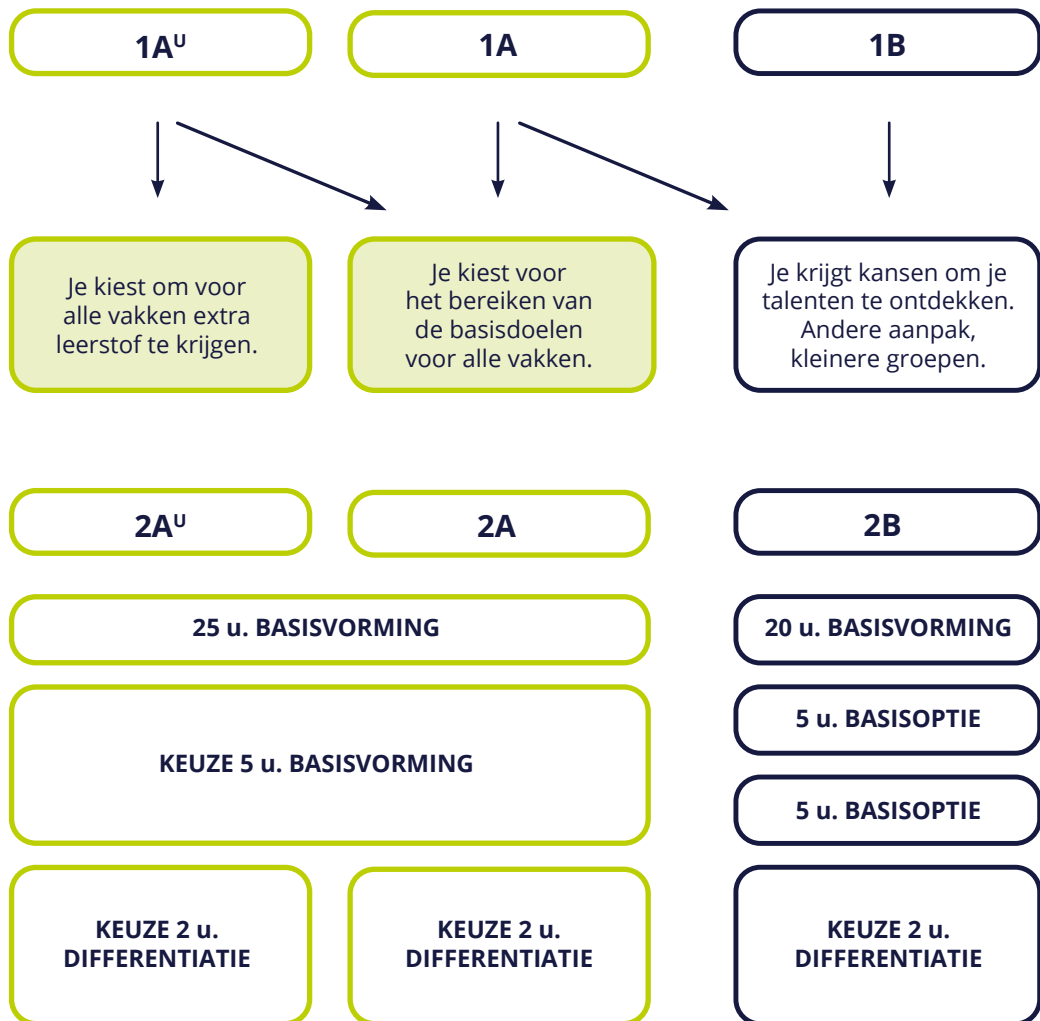 1Aᵁ
1A
1B
Je kiest om voor
alle vakken extra
leerstof te krijgen.
Je kiest voor
het bereiken van
de basisdoelen
voor alle vakken.
Je krijgt kansen om je
talenten te ontdekken.
Andere aanpak,
kleinere groepen.
2Aᵁ
2A
2B
25 u. BASISVORMING
20 u. BASISVORMING
KEUZE 5 u. BASISVORMING
5 u. BASISOPTIE
5 u. BASISOPTIE
KEUZE 2 u.
DIFFERENTIATIE
KEUZE 2 u.
DIFFERENTIATIE
KEUZE 2 u.
DIFFERENTIATIE